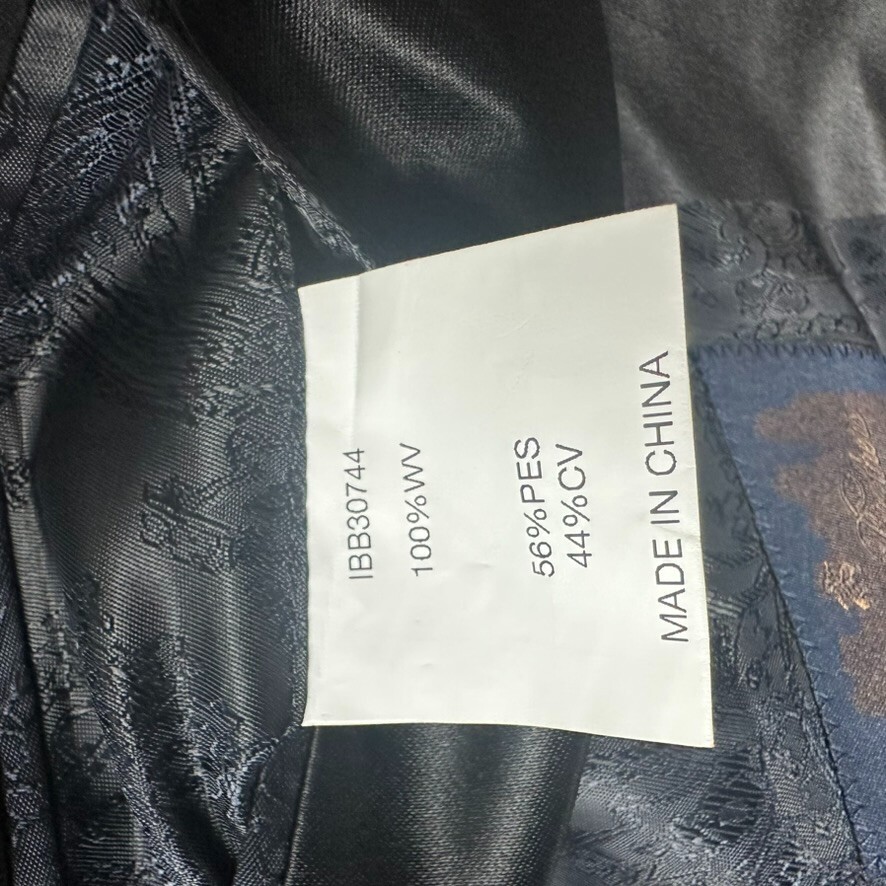 IBB30744
100%WV
56%PES
44%CV
MADE IN CHINA